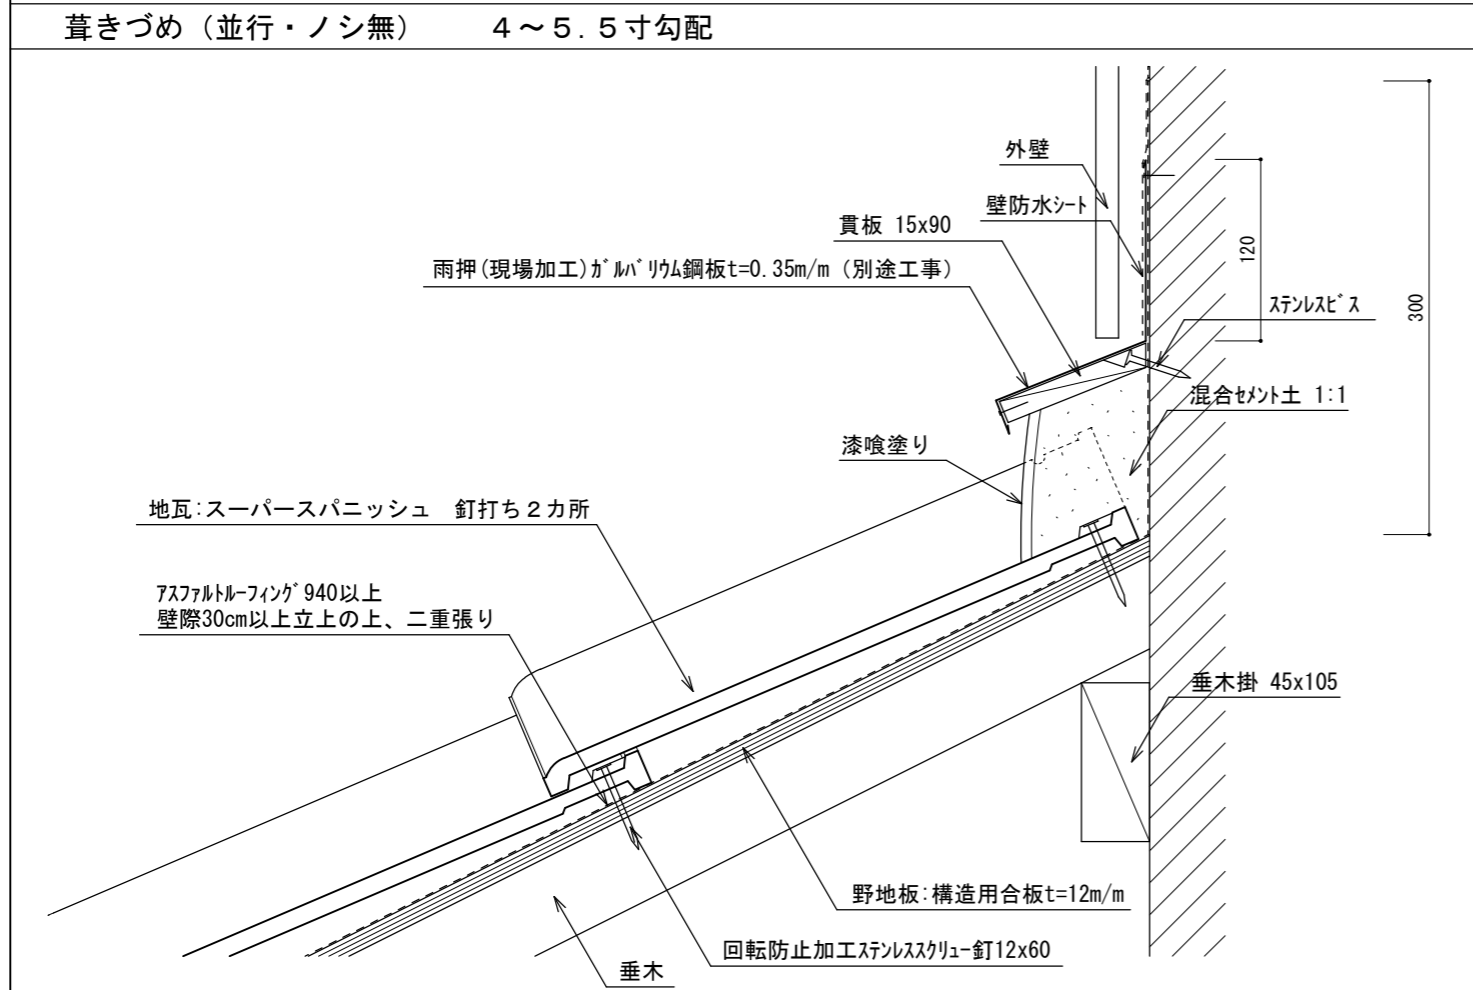 葺きづめ（並行・ノシ無）　　４～５.５寸勾配
外壁
壁防水ｼｰﾄ
貫板 15x90
雨押(現場加工)ｶﾞﾙﾊﾞﾘｳﾑ鋼板t=0.35m/m（別途工事）
120
300
ｽﾃﾝﾚｽﾋﾞｽ
混合ｾﾒﾝﾄ土 1:1
漆喰塗り
地瓦:スーパースパニッシュ　釘打ち２カ所
ｱｽﾌｧﾙﾄﾙｰﾌｨﾝｸﾞ940以上
壁際30cm以上立上の上、二重張り
垂木掛 45x105
野地板:構造用合板t=12m/m
回転防止加工ｽﾃﾝﾚｽｽｸﾘｭｰ釘12x60
垂木